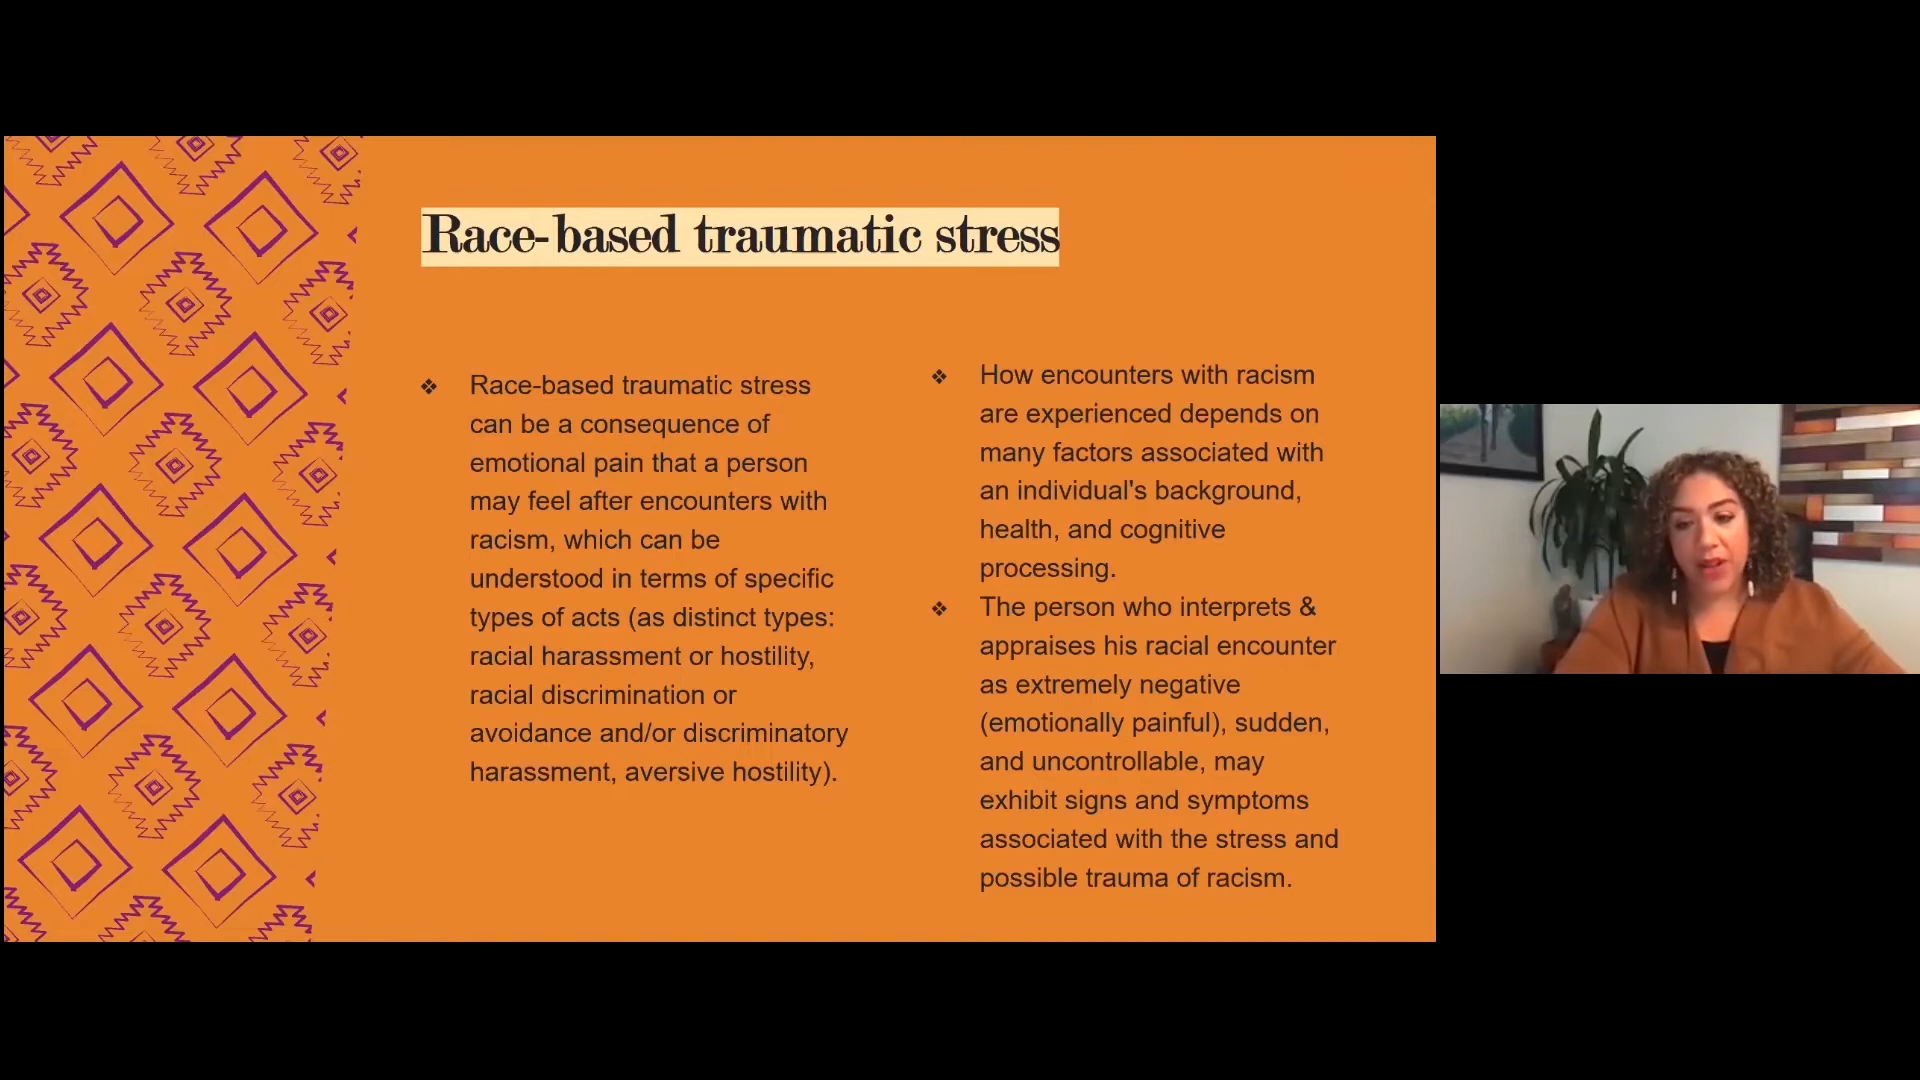 Race-based traumatic stress
❖ Race-based traumatic stress
can be a consequence of
emotional pain that a person
may feel after encounters with
racism, which can be
understood in terms of specific
types of acts (as distinct types:
racial harassment or hostility,
racial discrimination or
avoidance and/or discriminatory
harassment, aversive hostility).
❖ How encounters with racism
are experienced depends on
many factors associated with
an individual's background,
health, and cognitive
processing.
❖ The person who interprets &
appraises his racial encounter
as extremely negative
(emotionally painful), sudden,
and uncontrollable, may
exhibit signs and symptoms
associated with the stress and
possible trauma of racism.